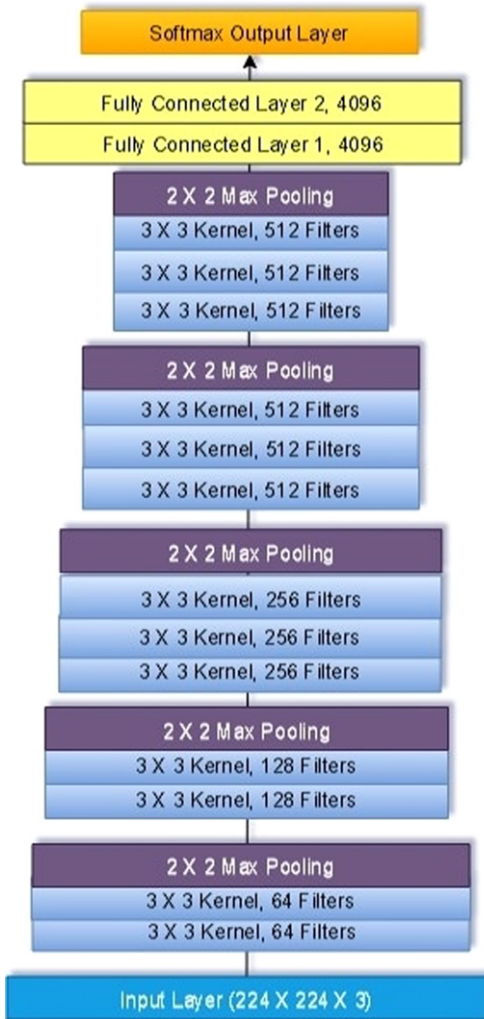 Softmax Output Layer
Fully Connected Layer 2, 4096
Fully Connected Layer 1, 4096
2 X 2 Max Pooling
3 X 3 Kernel, 512 Filters
3 X 3 Kernel, 512 Filters
3 X 3 Kernel, 512 Filters
2 X 2 Max Pooling
3 X 3 Kernel, 512 Filters
3 X 3 Kernel, 512 Filters
3 X 3 Kernel, 512 Filters
2 X 2 Max Pooling
3 X 3 Kernel, 256 Filters
3 X 3 Kernel, 256 Filters
3 X 3 Kernel, 256 Filters
2 X 2 Max Pooling
3 X 3 Kernel, 128 Filters
3 X 3 Kernel, 128 Filters
2 X 2 Max Pooling
3 X 3 Kernel, 64 Filters
3 X 3 Kernel, 64 Filters
Input Layer (224 X 224 X 3)